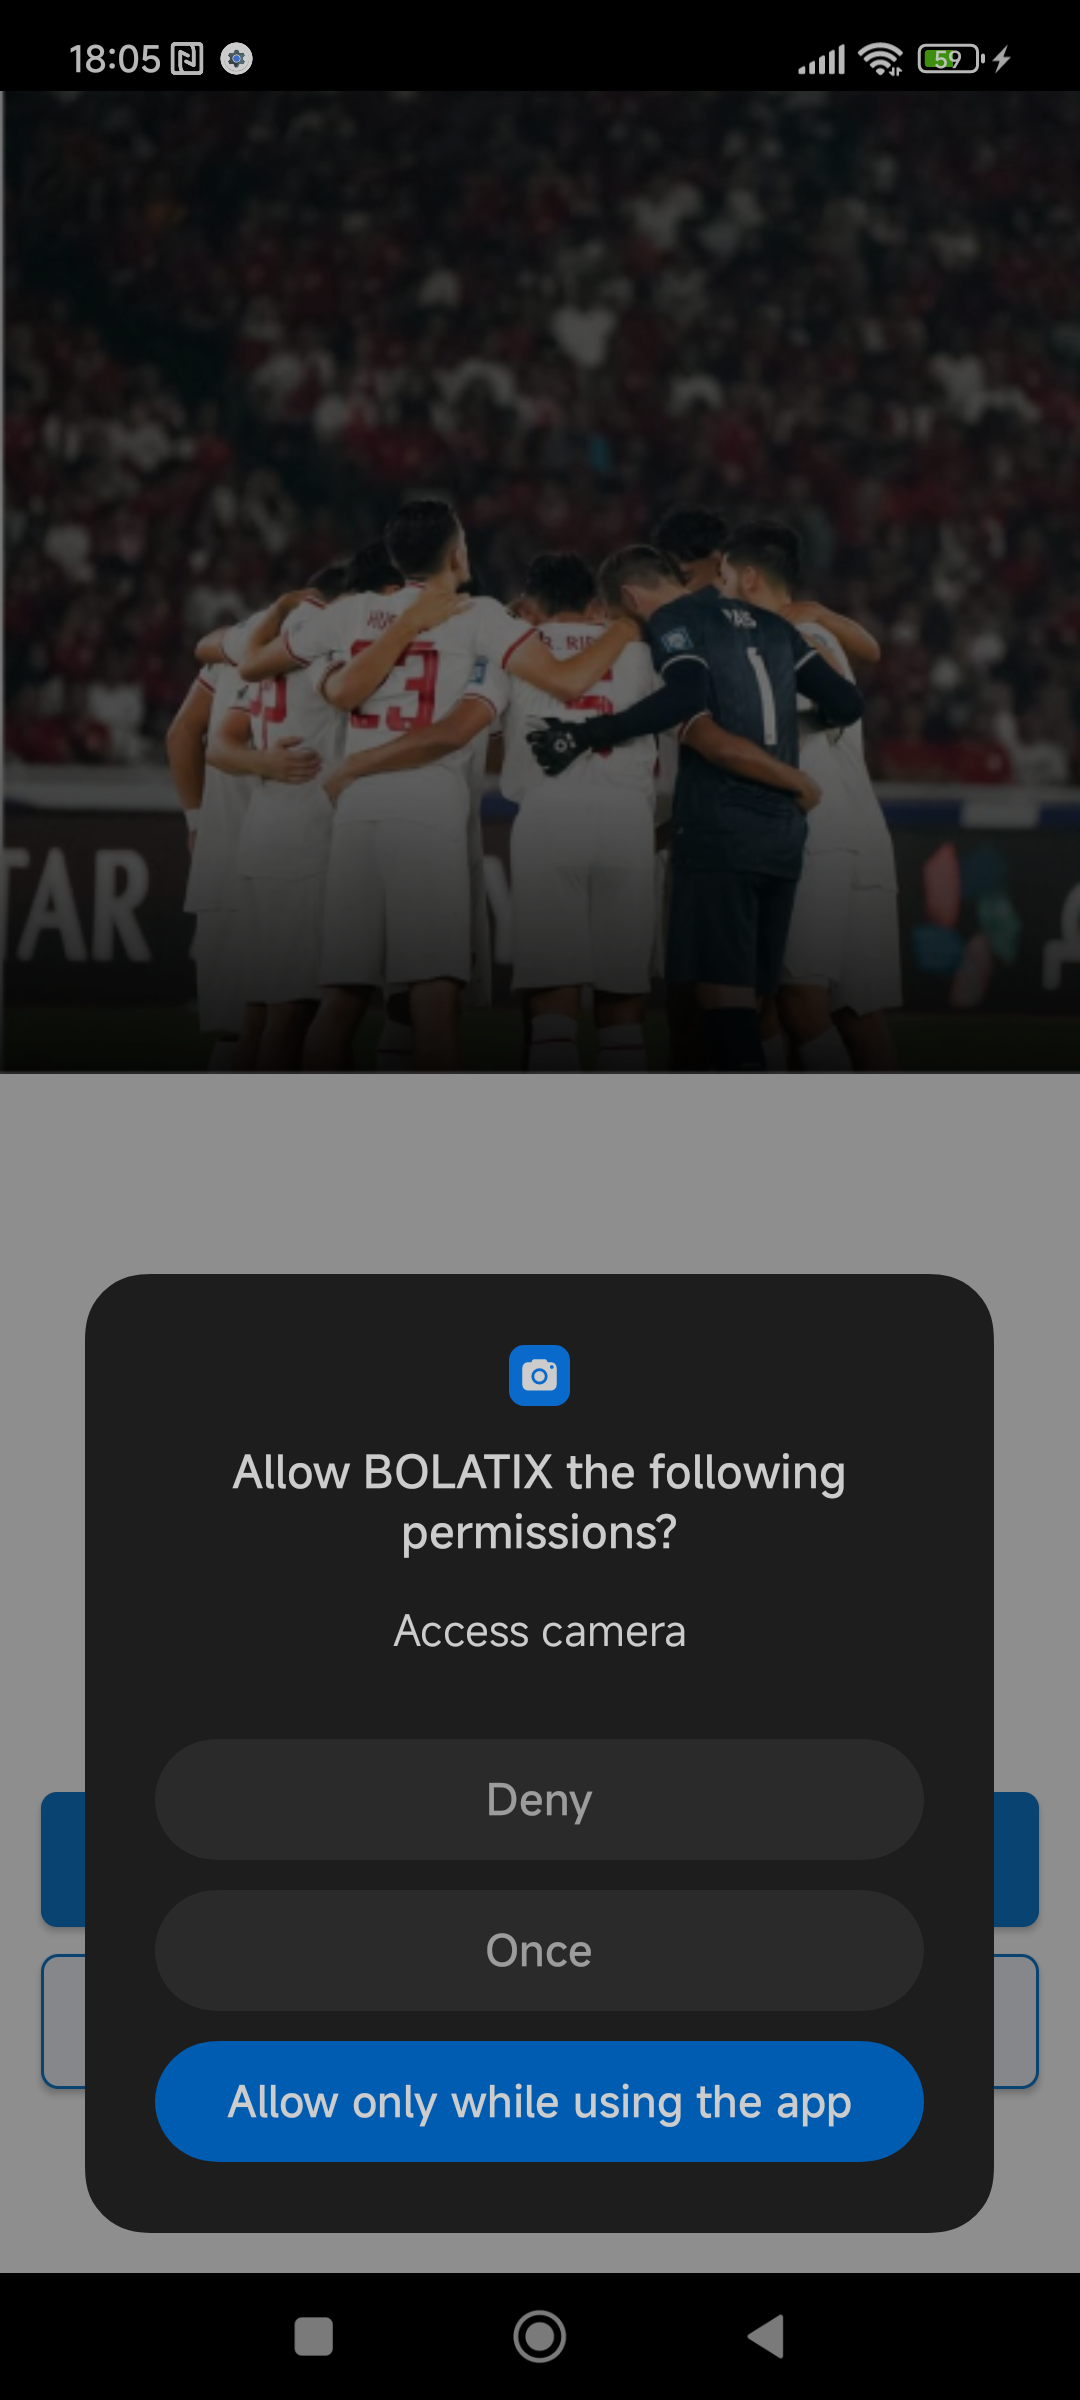 18:05
59
23
1
TAR
Allow BOLATIX the following
permissions?
Access camera
Deny
Once
Allow only while using the app